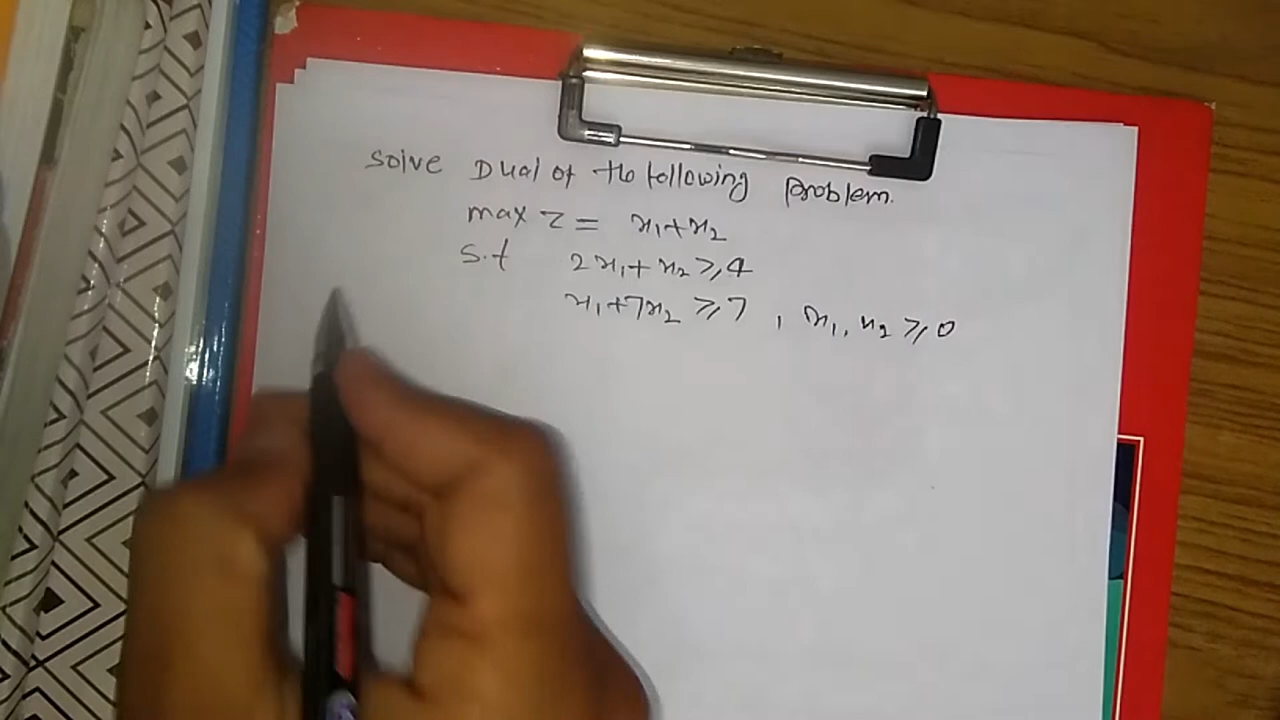 solve Dual of the following problem.
max Z = x₁+x₂
s.t 2x₁+x₂ ≥ 4
x₁+7x₂ ≥ 7 , x₁, x₂ ≥ 0